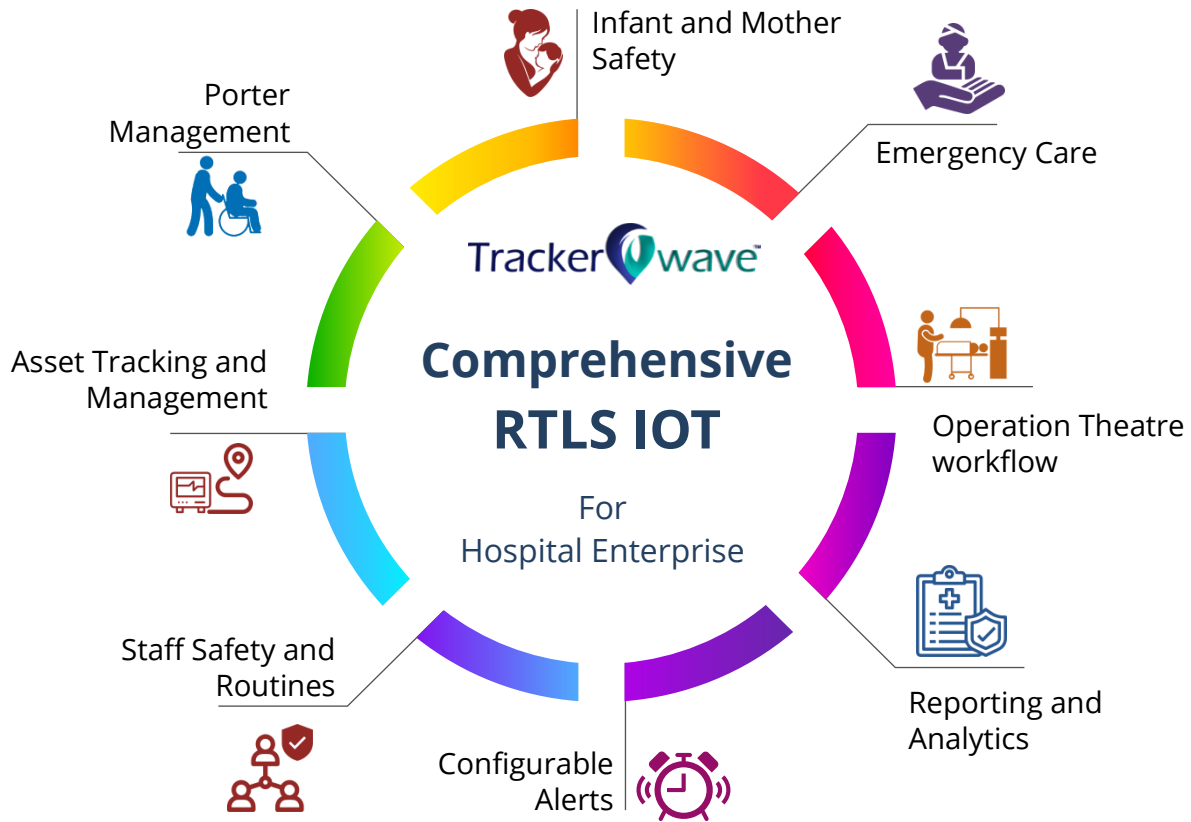 Infant and Mother
Safety
Emergency Care
Operation Theatre
workflow
Reporting and
Analytics
Configurable
Alerts
Staff Safety and
Routines
Asset Tracking and
Management
Porter
Management
Trackerwave™
Comprehensive
RTLS IOT
For
Hospital Enterprise